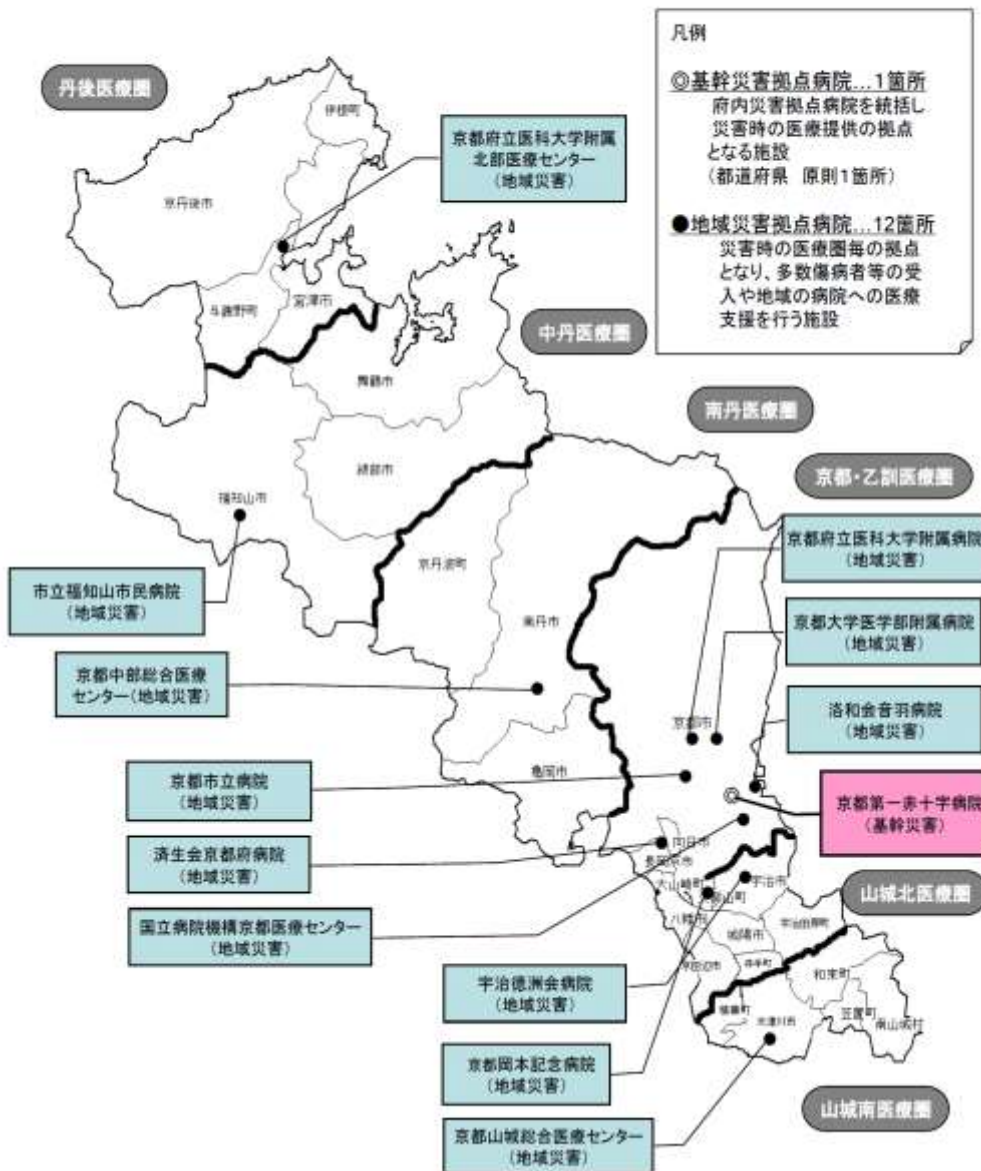 凡例
◎基幹災害拠点病院…1箇所
府内災害拠点病院を統括し
災害時の医療提供の拠点
となる施設
(都道府県 原則1箇所)
●地域災害拠点病院…12箇所
災害時の医療圏毎の拠点
となり、多数傷病者等の受
入や地域の病院への医療
支援を行う施設
丹後医療圏
伊根町
京都府立医科大学附属
北部医療センター
(地域災害)
京丹後市
宮津市
与謝野町
中丹医療圏
舞鶴市
綾部市
福知山市
南丹医療圏
京都・乙訓医療圏
京都府立医科大学附属病院
(地域災害)
京丹波町
市立福知山市民病院
(地域災害)
南丹市
京都大学医学部附属病院
(地域災害)
京都中部総合医療
センター(地域災害)
洛和会音羽病院
(地域災害)
京都市
亀岡市
京都市立病院
(地域災害)
京都第一赤十字病院
(基幹災害)
済生会京都府病院
(地域災害)
向日市
長岡京市
大山崎町
宇治市
山城北医療圏
国立病院機構京都医療センター
(地域災害)
八幡市
城陽市
宇治田原町
宇治徳洲会病院
(地域災害)
京田辺市
井手町
和束町
精華町
木津川市
笠置町
南山城村
京都岡本記念病院
(地域災害)
山城南医療圏
京都山城総合医療センター
(地域災害)